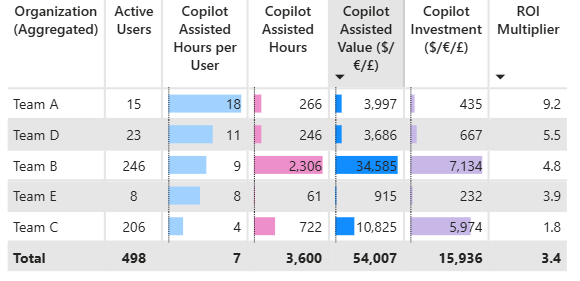 Organization Active Copilot Copilot Copilot Copilot ROI
(Aggregated) Users Assisted Assisted Assisted Investment Multiplier
Hours per Hours Value ($/ ($/€/£)
User €/£)
Team A 15 18 266 3,997 435 9.2
Team D 23 11 246 3,686 667 5.5
Team B 246 9 2,306 34,585 7,134 4.8
Team E 8 8 61 915 232 3.9
Team C 206 4 722 10,825 5,974 1.8
Total 498 7 3,600 54,007 15,936 3.4